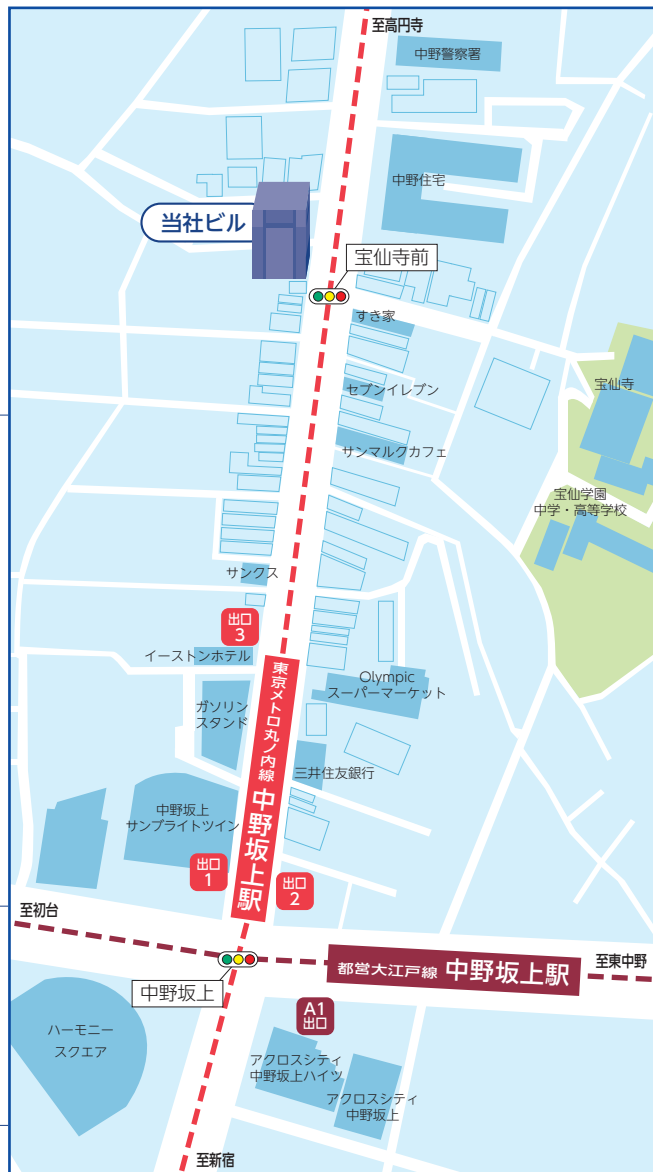 至高円寺
中野警察署
中野住宅
当社ビル
宝仙寺前
すき家
セブンイレブン
宝仙寺
サンマルクカフェ
宝仙学園
中学・高等学校
サンクス
出口
3
イーストンホテル
Olympic
スーパーマーケット
ガソリン
スタンド
東京メトロ丸ノ内線 中野坂上駅
三井住友銀行
中野坂上
サンブライトツイン
出口
1
出口
2
至初台
至東中野
都営大江戸線 中野坂上駅
中野坂上
A1
出口
ハーモニー
スクエア
アクロスシティ
中野坂上ハイツ
アクロスシティ
中野坂上
至新宿